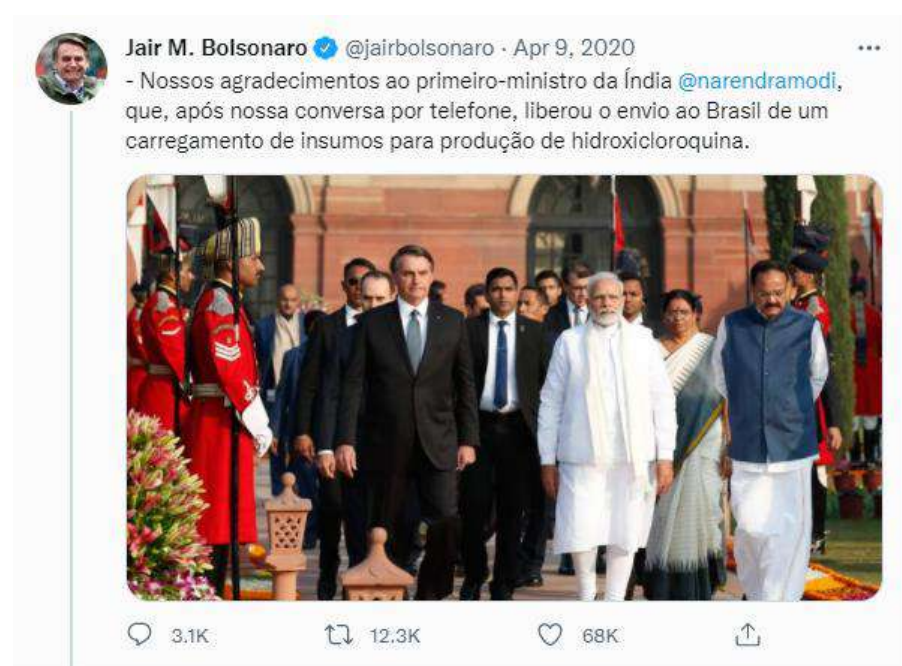 Jair M. Bolsonaro @jairbolsonaro · Apr 9, 2020
- Nossos agradecimentos ao primeiro-ministro da Índia @narendramodi,
que, após nossa conversa por telefone, liberou o envio ao Brasil de um
carregamento de insumos para produção de hidroxicloroquina.
3.1K 12.3K 68K